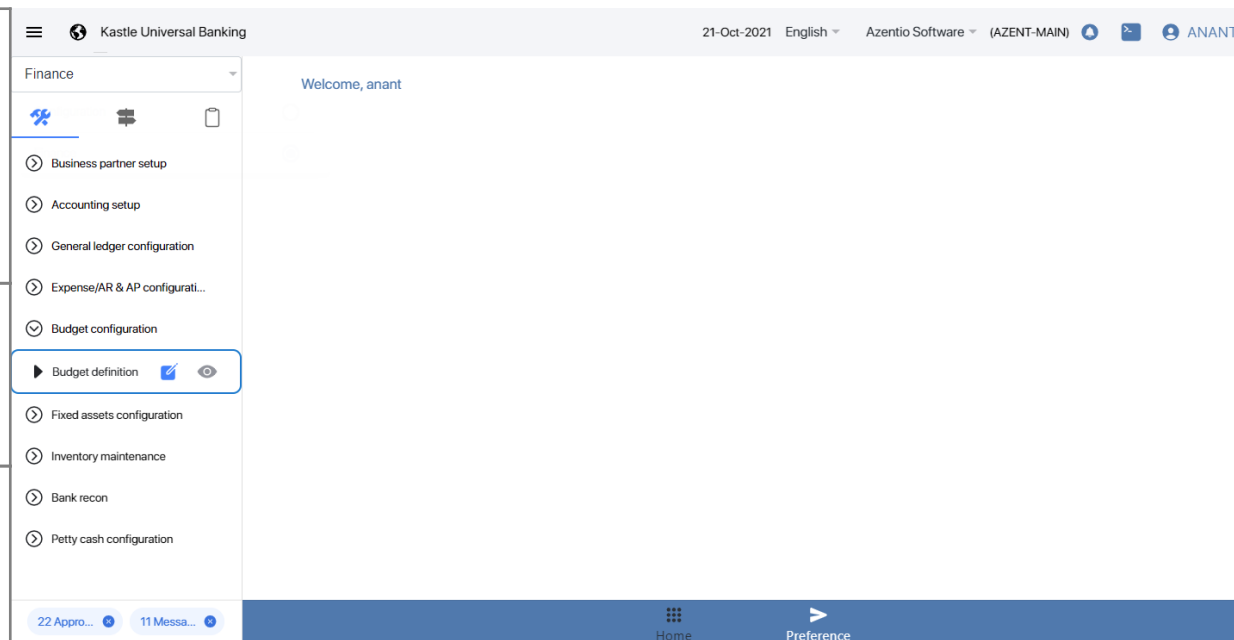 Kastle Universal Banking
21-Oct-2021 English Azentio Software (AZENT-MAIN) ANANT
Finance
Welcome, anant
Business partner setup
Accounting setup
General ledger configuration
Expense/AR & AP configurati...
Budget configuration
Budget definition
Fixed assets configuration
Inventory maintenance
Bank recon
Petty cash configuration
22 Appro... 11 Messa...
Home Preference